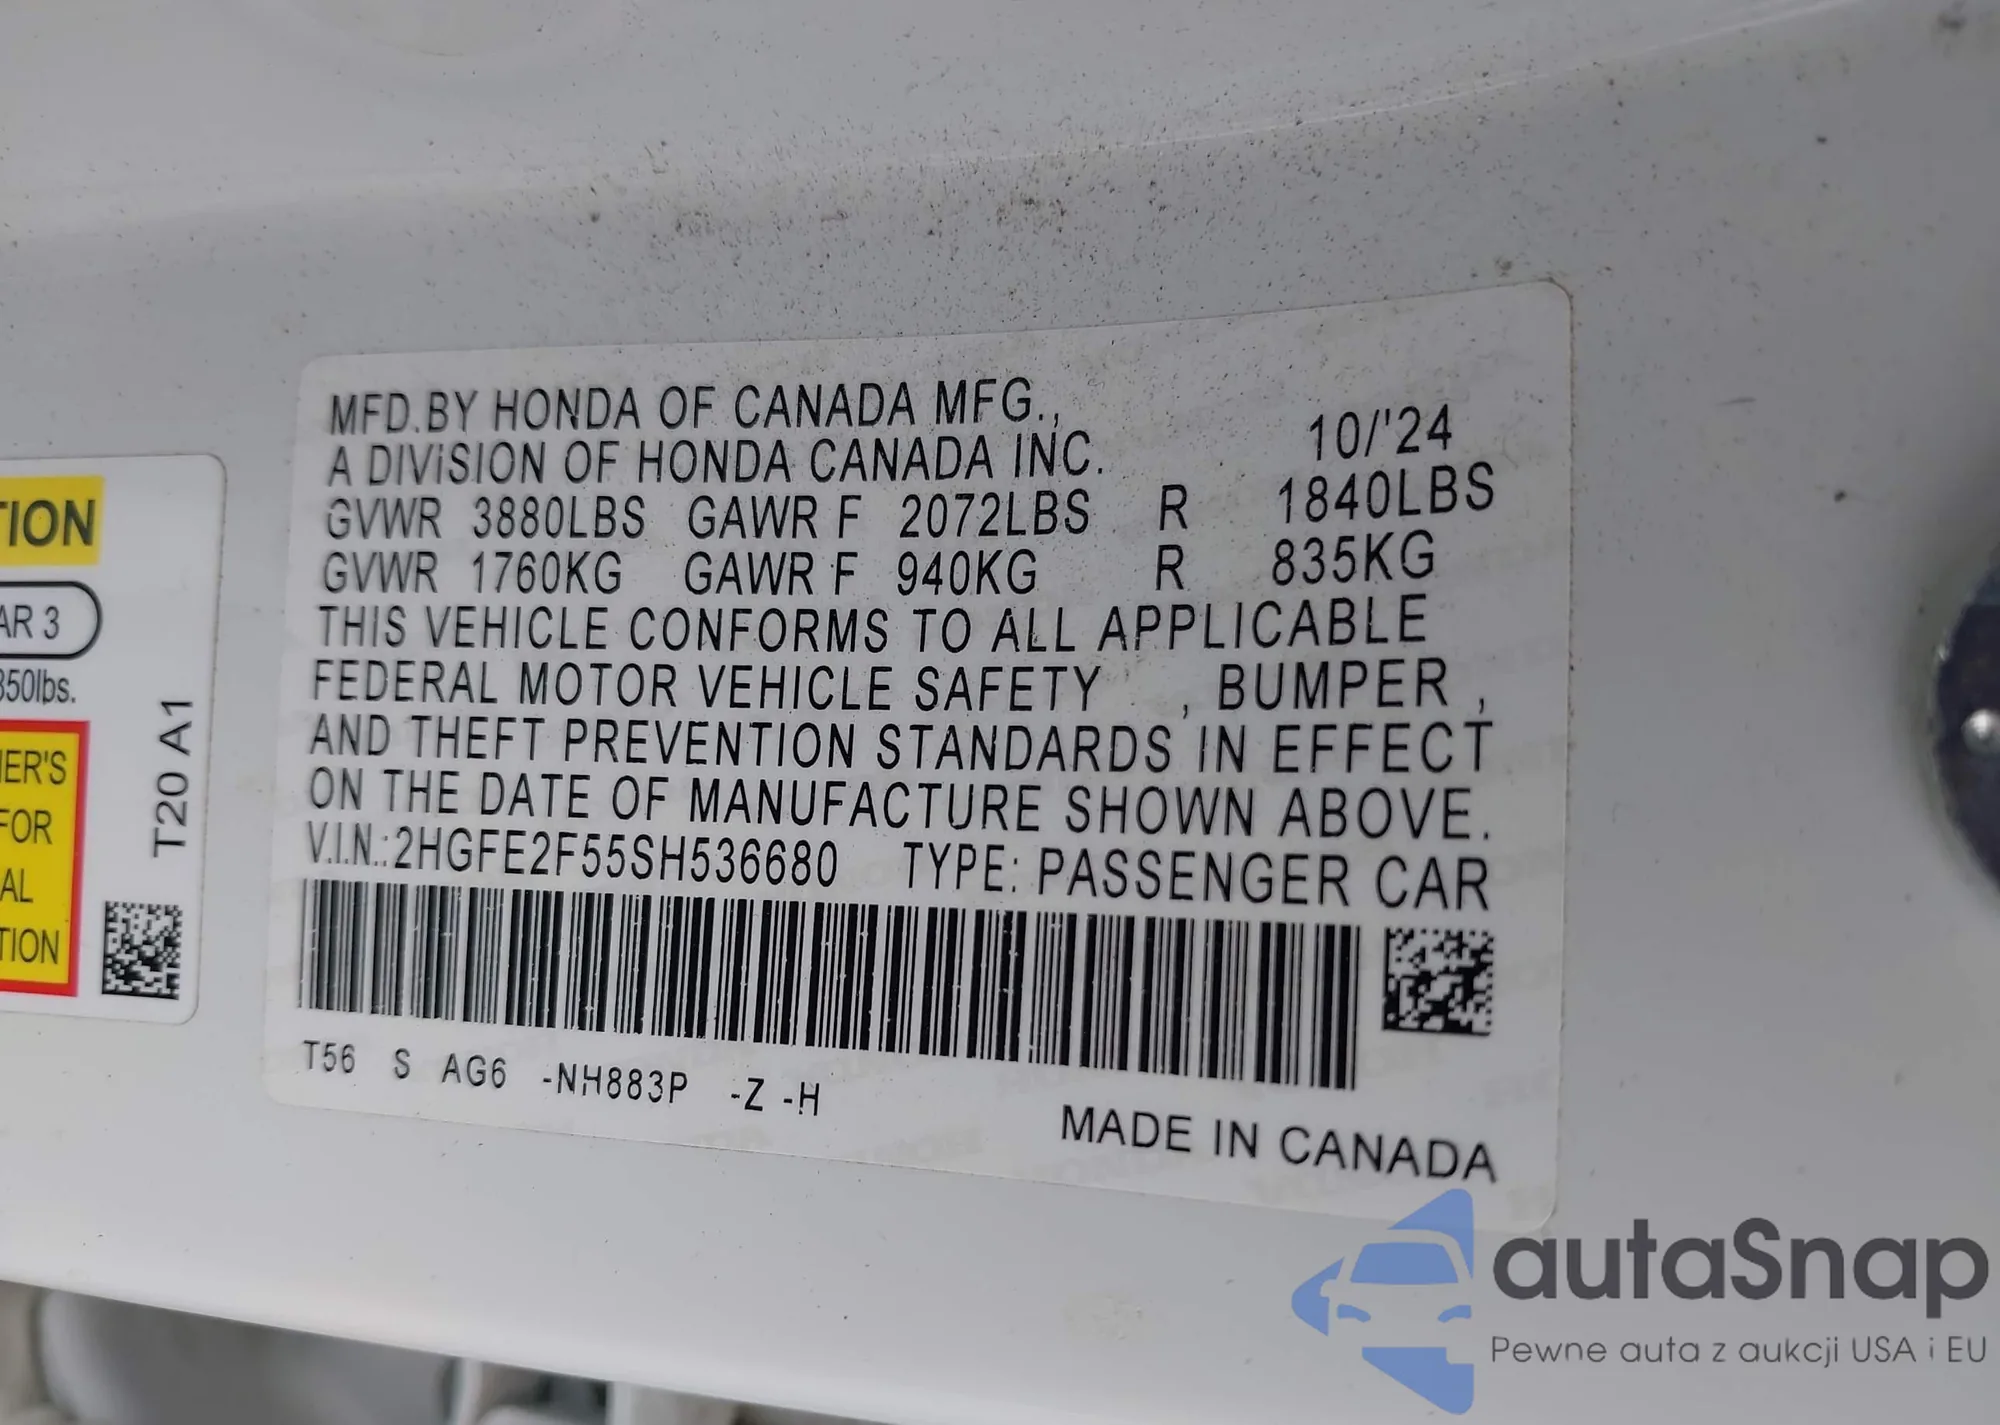 MFD.BY HONDA OF CANADA MFG.,
A DIVISION OF HONDA CANADA INC. 10/'24
GVWR 3880LBS GAWR F 2072LBS R 1840LBS
GVWR 1760KG GAWR F 940KG R 835KG
THIS VEHICLE CONFORMS TO ALL APPLICABLE
FEDERAL MOTOR VEHICLE SAFETY , BUMPER ,
AND THEFT PREVENTION STANDARDS IN EFFECT
ON THE DATE OF MANUFACTURE SHOWN ABOVE.
V.I.N.:2HGFE2F55SH536680 TYPE: PASSENGER CAR
T56 S AG6 -NH883P -Z -H
MADE IN CANADA
TION
AR 3
350lbs.
T20 A1
IER'S
FOR
AL
TION
autaSnap
Pewne auta z aukcji USA i EU